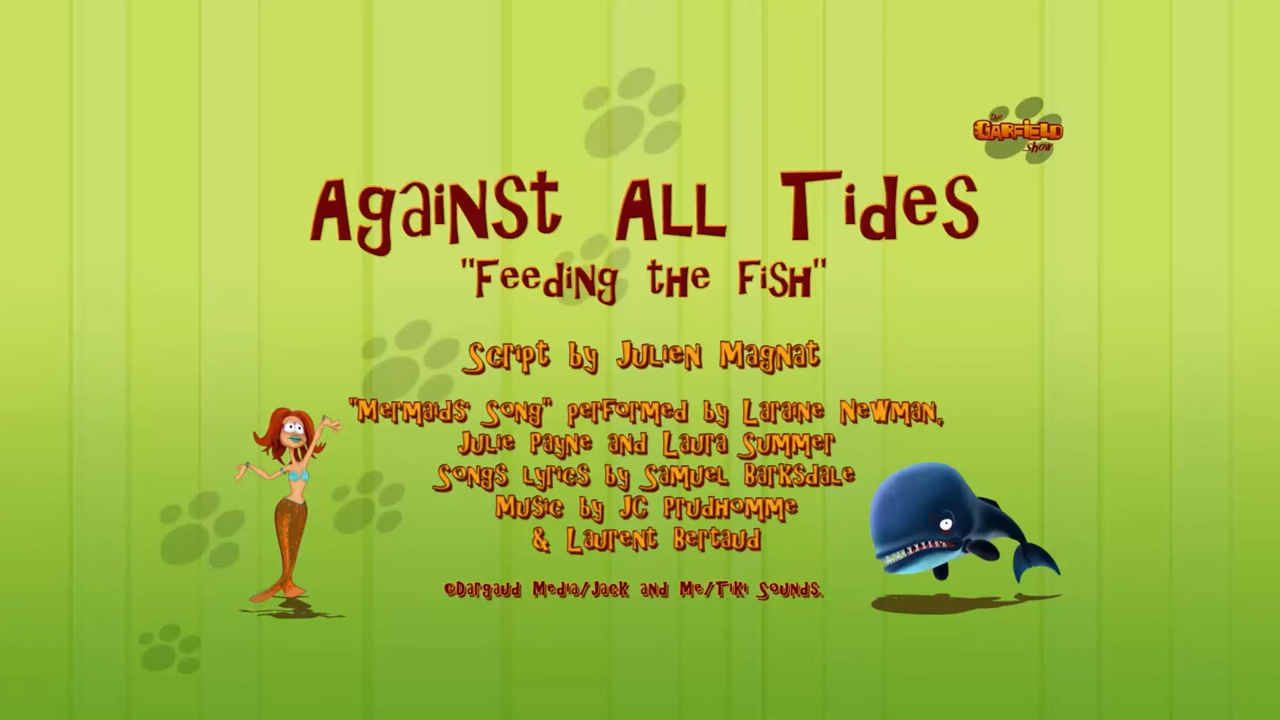 the
GARFIELD
show
Against All Tides
"Feeding the Fish"
Script by Julien Magnat
"Mermaids' Song" performed by Laraine Newman,
Julie Payne and Laura Summer
Songs lyrics by Samuel Barksdale
Music by JC Prudhomme
& Laurent Bertaud
©Dargaud Media/Jack and Me/Tiki Sounds.